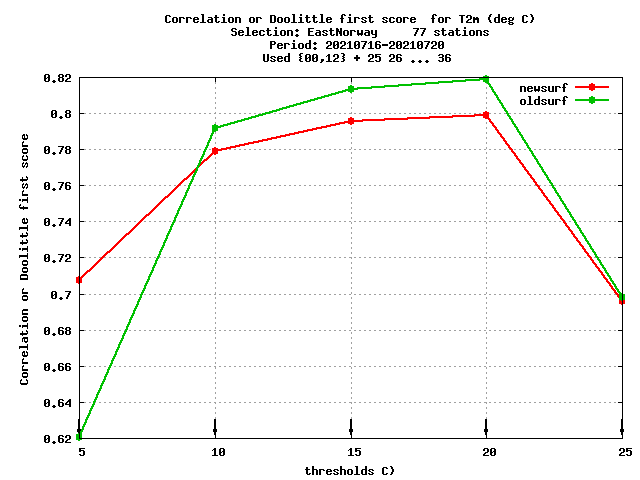 Correlation or Doolittle first score  for T2m (deg C)
Selection: EastNorway     77 stations
Period: 20210716-20210720
Used {00,12} + 25 26 ... 36
newsurf
oldsurf
Correlation or Doolittle first score
0.82
0.8
0.78
0.76
0.74
0.72
0.7
0.68
0.66
0.64
0.62
5 10 15 20 25
thresholds C)